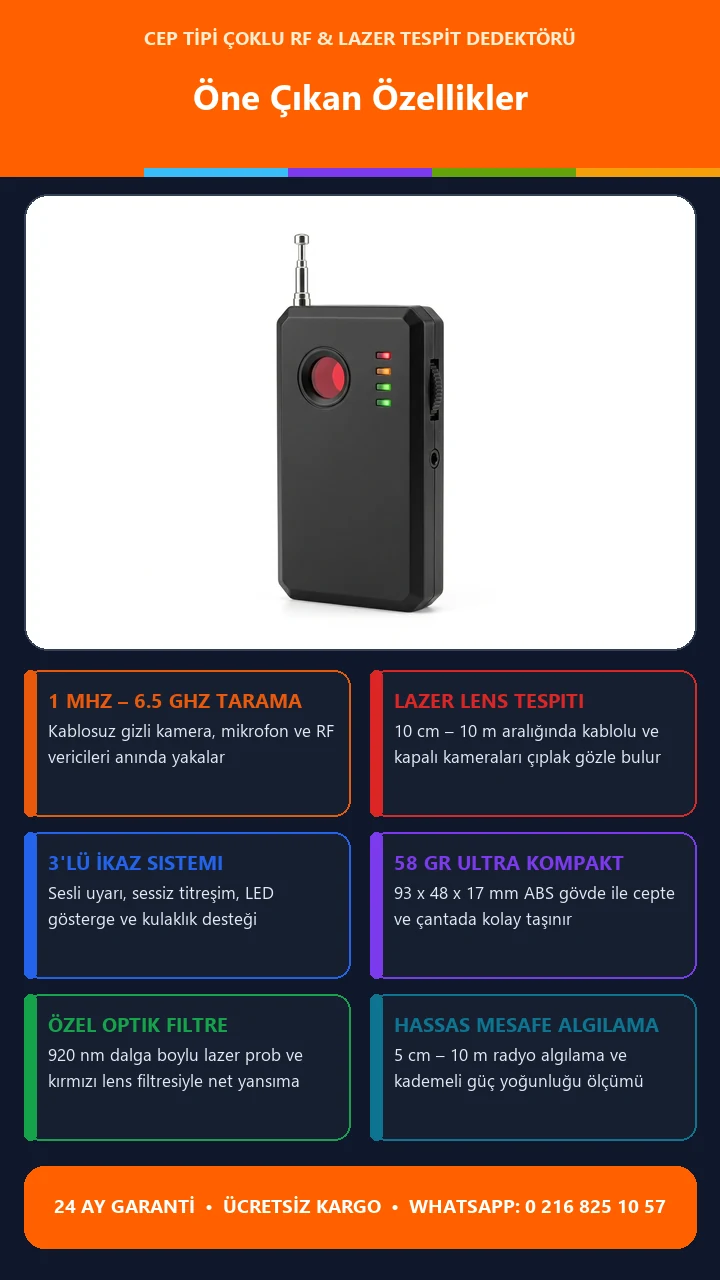 CEP TİPİ ÇOKLU RF & LAZER TESPİT DEDEKTÖRÜ
Öne Çıkan Özellikler
1 MHZ – 6.5 GHZ TARAMA
Kablosuz gizli kamera, mikrofon ve RF
vericileri anında yakalar
LAZER LENS TESPITI
10 cm – 10 m aralığında kablolu ve
kapalı kameraları çıplak gözle bulur
3'LÜ İKAZ SISTEMI
Sesli uyarı, sessiz titreşim, LED
gösterge ve kulaklık desteği
58 GR ULTRA KOMPAKT
93 x 48 x 17 mm ABS gövde ile cepte
ve çantada kolay taşınır
ÖZEL OPTIK FILTRE
920 nm dalga boylu lazer prob ve
kırmızı lens filtresiyle net yansıma
HASSAS MESAFE ALGILAMA
5 cm – 10 m radyo algılama ve
kademeli güç yoğunluğu ölçümü
24 AY GARANTİ • ÜCRETSİZ KARGO • WHATSAPP: 0 216 825 10 57